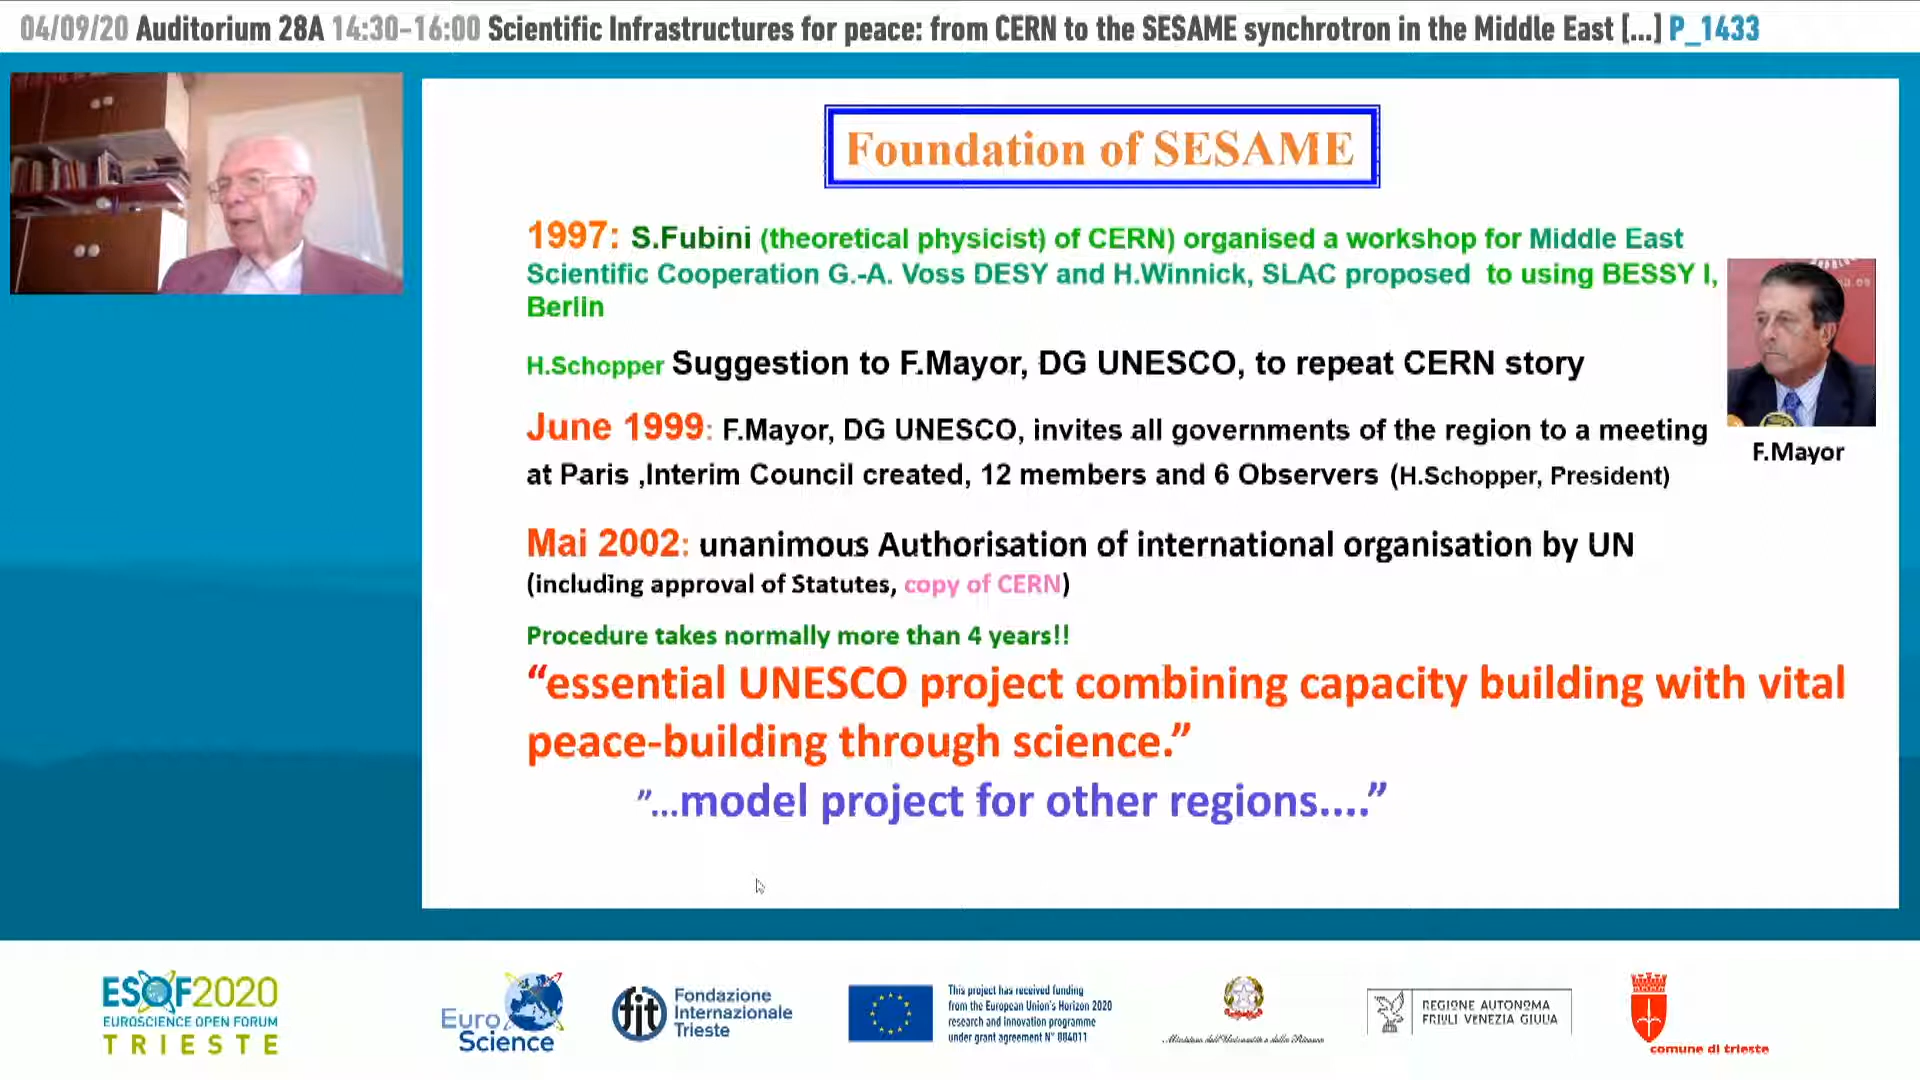 04/09/20 Auditorium 28A 14:30-16:00 Scientific Infrastructures for peace: from CERN to the SESAME synchrotron in the Middle East [...] P_1433
Foundation of SESAME
1997: S.Fubini (theoretical physicist) of CERN) organised a workshop for Middle East
Scientific Cooperation G.-A. Voss DESY and H.Winnick, SLAC proposed to using BESSY I,
Berlin
H.Schopper Suggestion to F.Mayor, DG UNESCO, to repeat CERN story
June 1999: F.Mayor, DG UNESCO, invites all governments of the region to a meeting
at Paris ,Interim Council created, 12 members and 6 Observers (H.Schopper, President)
F.Mayor
Mai 2002: unanimous Authorisation of international organisation by UN
(including approval of Statutes, copy of CERN)
Procedure takes normally more than 4 years!!
“essential UNESCO project combining capacity building with vital
peace-building through science.”
”...model project for other regions....”
ESOF2020
EUROSCIENCE OPEN FORUM
TRIESTE
Euro
Science
fit
Fondazione
Internazionale
Trieste
This project has received funding
from the European Union's Horizon 2020
research and innovation programme
under grant agreement N° 884011
Ministero dell'Università e della Ricerca
REGIONE AUTONOMA
FRIULI VENEZIA GIULIA
comune di trieste